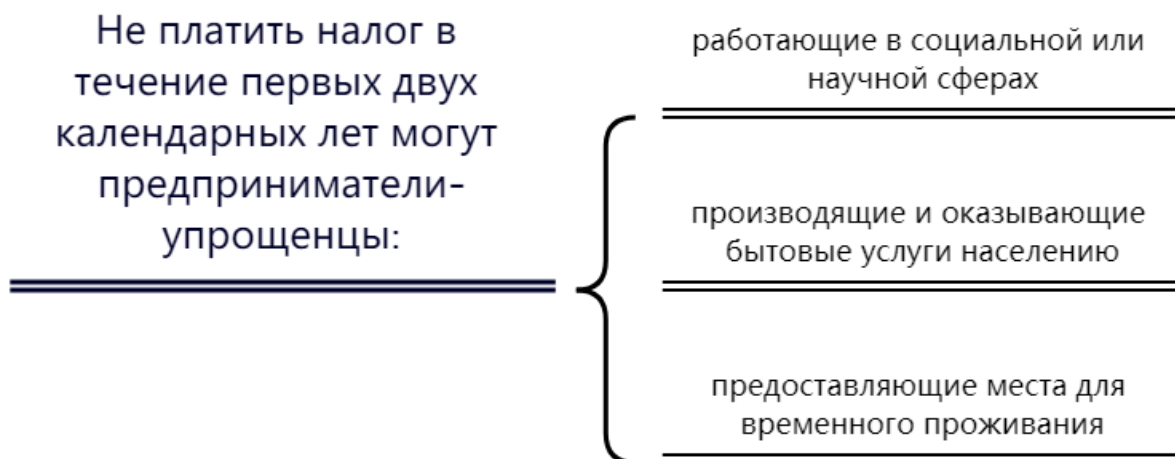 Не платить налог в
течение первых двух
календарных лет могут
предприниматели-
упрощенцы:
работающие в социальной или
научной сферах
производящие и оказывающие
бытовые услуги населению
предоставляющие места для
временного проживания